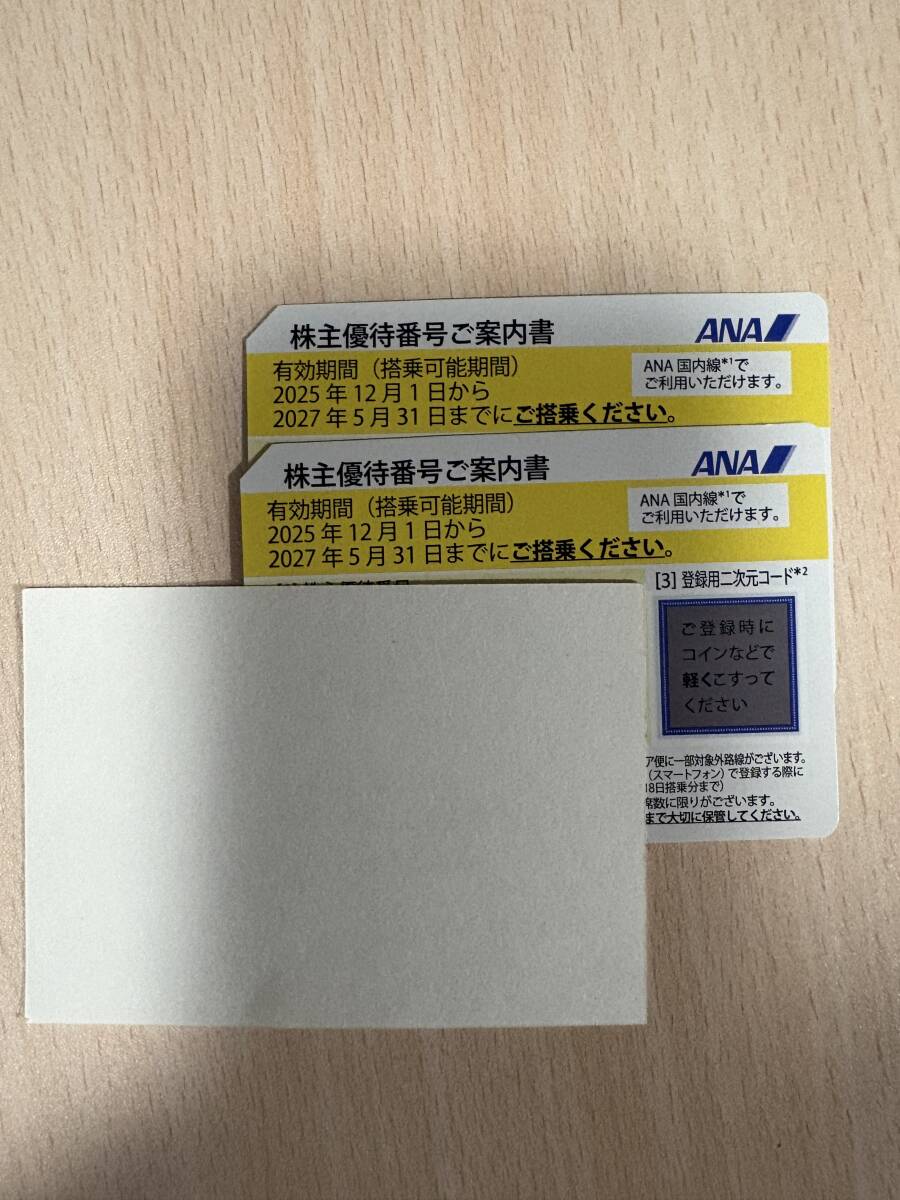 株主優待番号ご案内書
ANA
有効期間（搭乗可能期間）
2025年12月1日から
2027年5月31日までにご搭乗ください。
ANA国内線*1で
ご利用いただけます。
株主優待番号ご案内書
ANA
有効期間（搭乗可能期間）
2025年12月1日から
2027年5月31日までにご搭乗ください。
ANA国内線*1で
ご利用いただけます。
[3] 登録用二次元コード*2
ご登録時に
コインなどで
軽くこすって
ください
ア便に一部対象外路線がございます。
（スマートフォン）で登録する際に
18日搭乗分まで）
席数に限りがございます。
まで大切に保管してください。